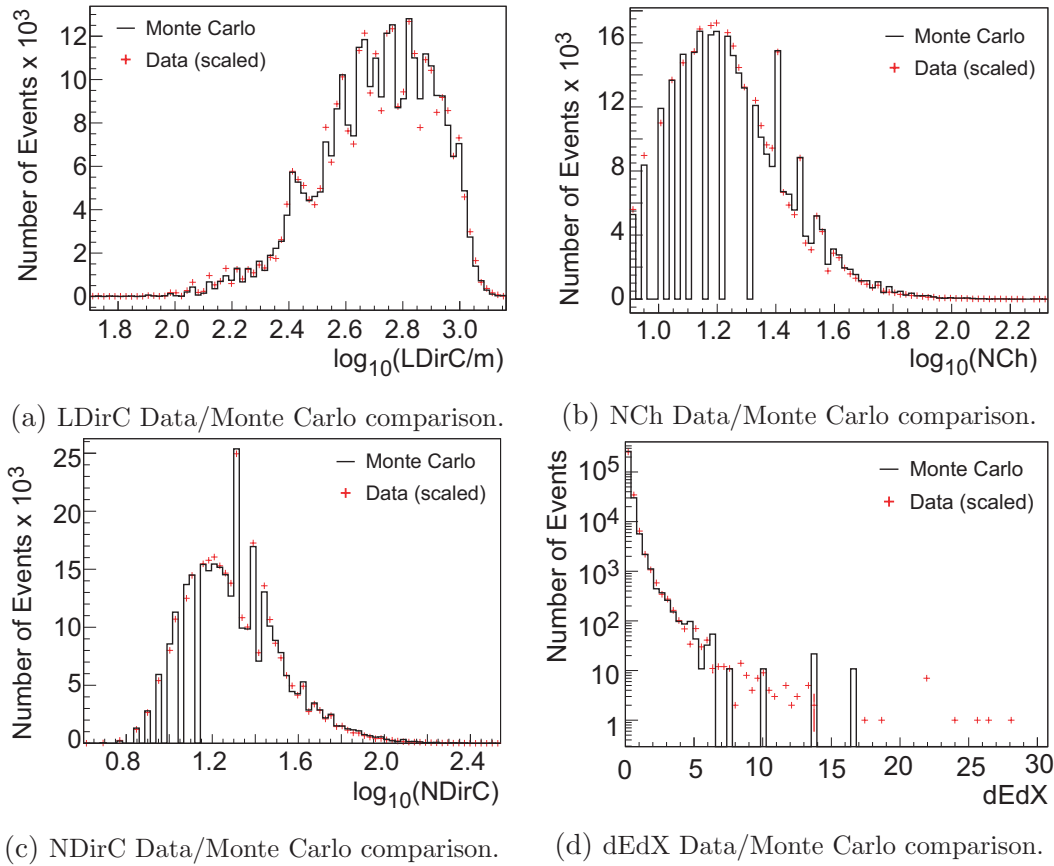 Number of Events x 10³
12
10
8
6
4
2
0
1.8
2.0
2.2
2.4
2.6
2.8
3.0
log₁₀(LDirC/m)
Monte Carlo
Data (scaled)
(a) LDirC Data/Monte Carlo comparison.
Number of Events x 10³
16
12
8
4
0
1.0
1.2
1.4
1.6
1.8
2.0
2.2
log₁₀(NCh)
Monte Carlo
Data (scaled)
(b) NCh Data/Monte Carlo comparison.
Number of Events x 10³
25
20
15
10
5
0
0.8
1.2
1.6
2.0
2.4
log₁₀(NDirC)
Monte Carlo
Data (scaled)
(c) NDirC Data/Monte Carlo comparison.
Number of Events
10⁵
10⁴
10³
10²
10
1
0
5
10
15
20
25
30
dEdX
Monte Carlo
Data (scaled)
(d) dEdX Data/Monte Carlo comparison.